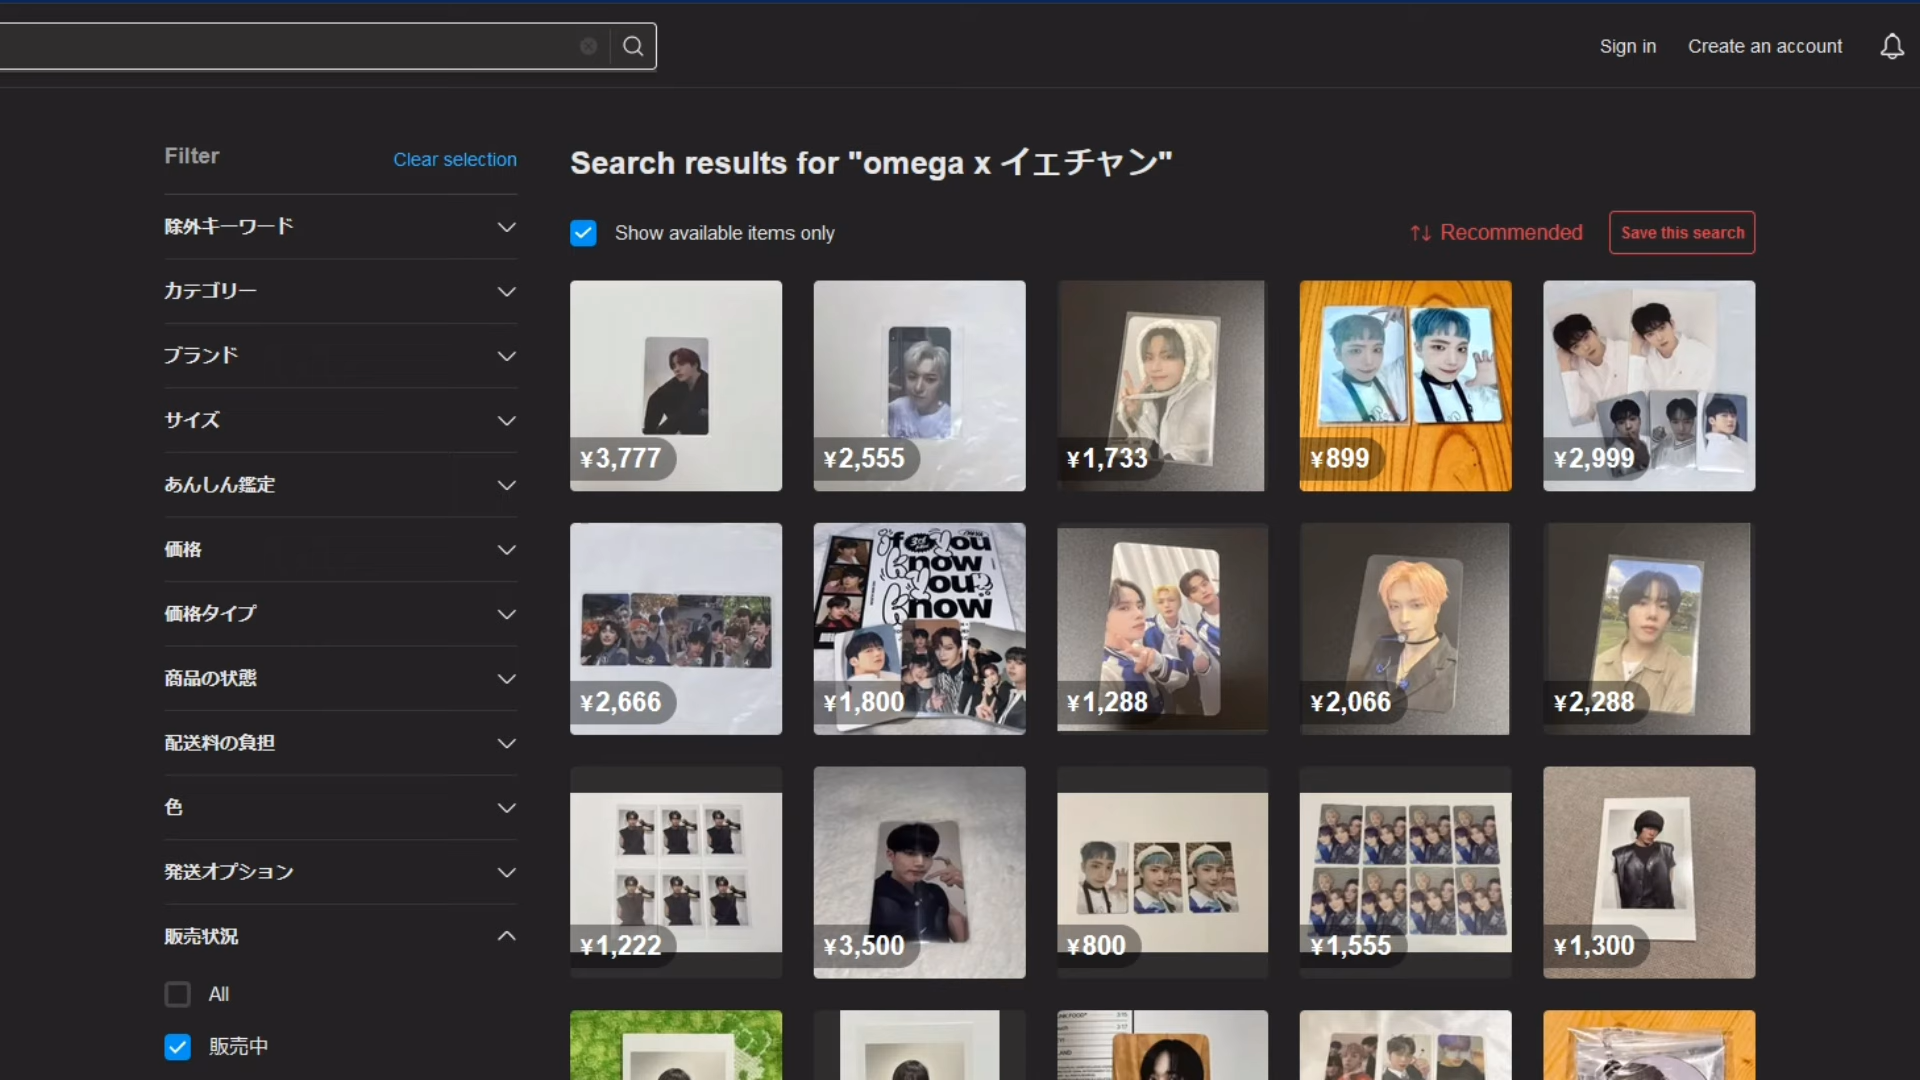 Sign in
Create an account
Filter
Clear selection
Search results for "omega x イェチャン"
Show available items only
Recommended
Save this search
除外キーワード
カテゴリー
ブランド
サイズ
あんしん鑑定
価格
価格タイプ
商品の状態
配送料の負担
色
発送オプション
販売状況
All
販売中
¥3,777
¥2,555
¥1,733
¥899
¥2,999
¥2,666
¥1,800
¥1,288
¥2,066
¥2,288
¥1,222
¥3,500
¥800
¥1,555
¥1,300